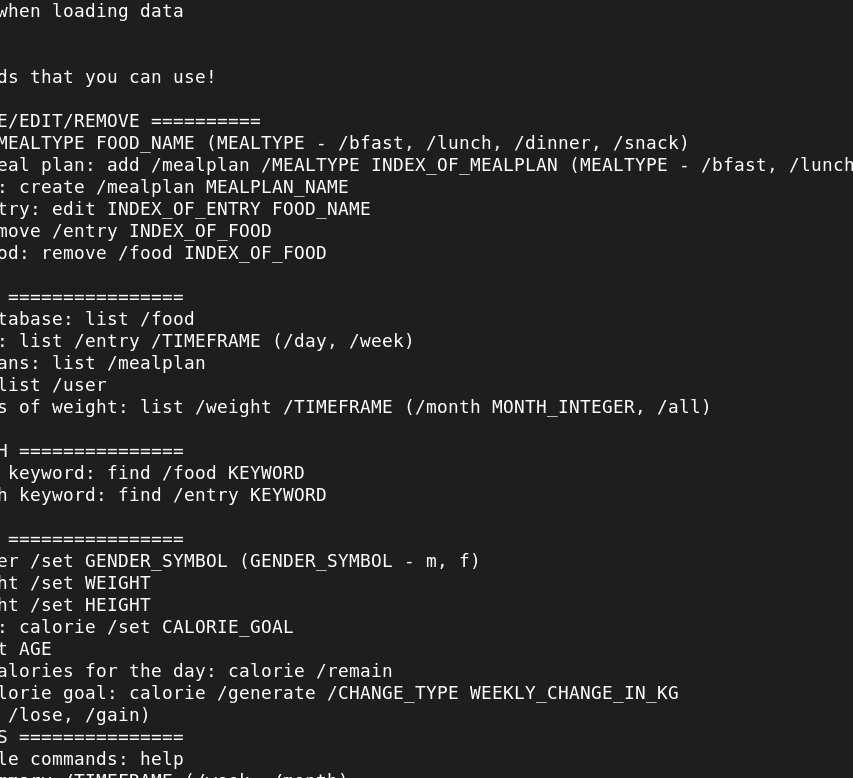 when loading data
ds that you can use!
E/EDIT/REMOVE ==========
MEALTYPE FOOD_NAME (MEALTYPE - /bfast, /lunch, /dinner, /snack)
eal plan: add /mealplan /MEALTYPE INDEX_OF_MEALPLAN (MEALTYPE - /bfast, /lunch
: create /mealplan MEALPLAN_NAME
try: edit INDEX_OF_ENTRY FOOD_NAME
move /entry INDEX_OF_FOOD
od: remove /food INDEX_OF_FOOD
================
tabase: list /food
: list /entry /TIMEFRAME (/day, /week)
ans: list /mealplan
list /user
s of weight: list /weight /TIMEFRAME (/month MONTH_INTEGER, /all)
H ===============
keyword: find /food KEYWORD
h keyword: find /entry KEYWORD
================
er /set GENDER_SYMBOL (GENDER_SYMBOL - m, f)
ht /set WEIGHT
ht /set HEIGHT
: calorie /set CALORIE_GOAL
t AGE
alories for the day: calorie /remain
lorie goal: calorie /generate /CHANGE_TYPE WEEKLY_CHANGE_IN_KG
/lose, /gain)
S ===============
le commands: help
mmary /TIMEFRAME (/week, /month)